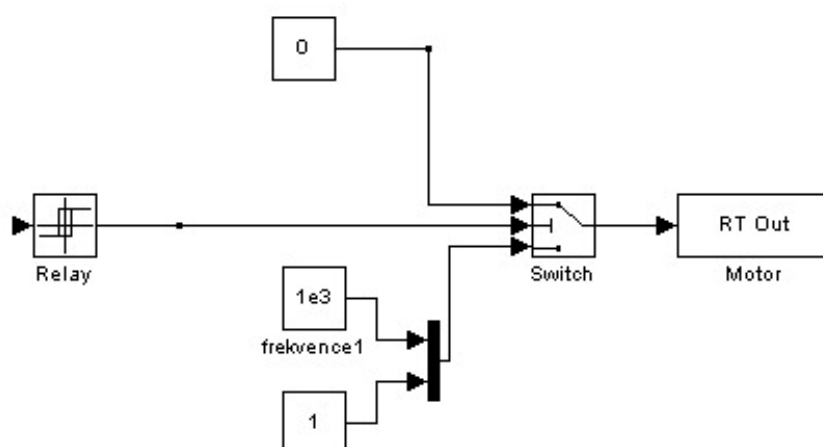 0
RT Out
Relay
Switch
Motor
1e3
frekvence1
1